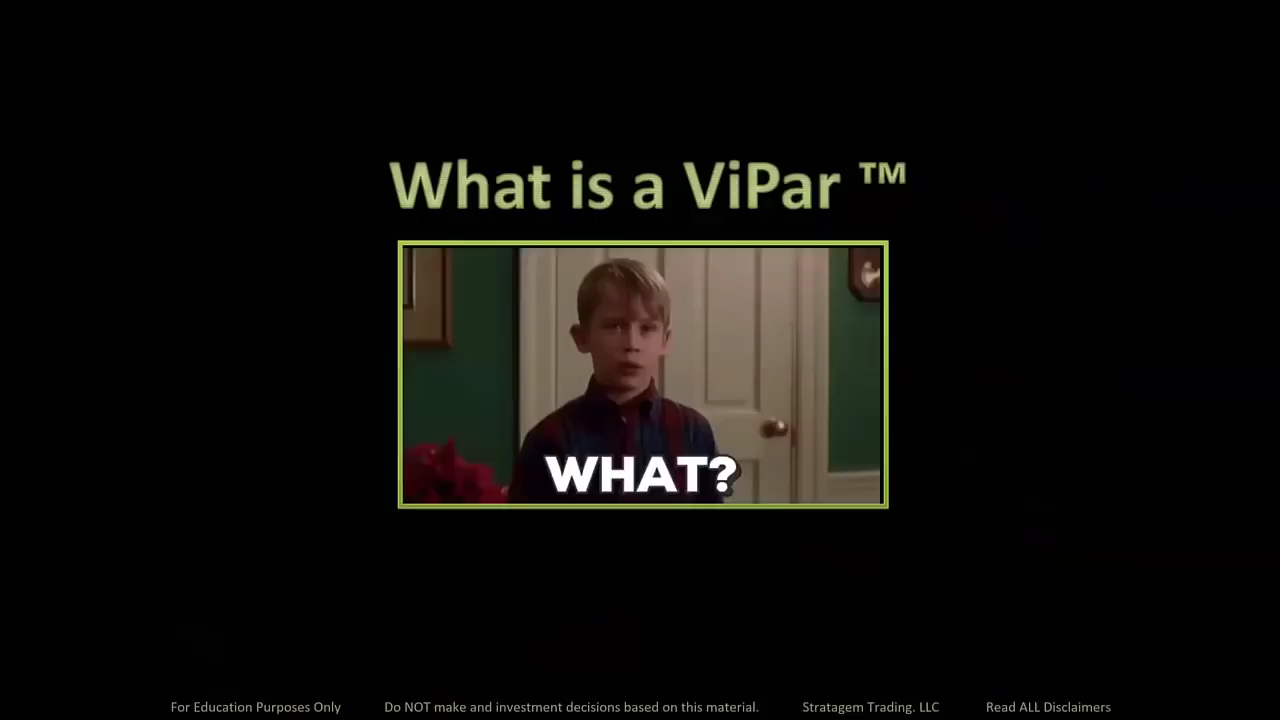 What is a ViPar ™
WHAT?
For Education Purposes Only Do NOT make and investment decisions based on this material. Stratagem Trading. LLC Read ALL Disclaimers